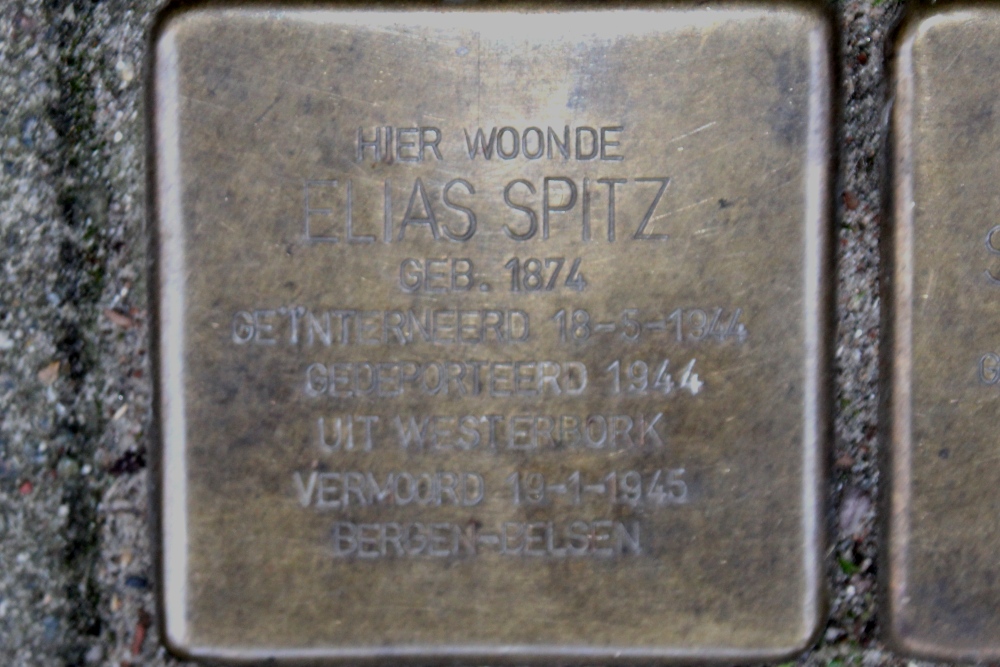 HIER WOONDE
ELIAS SPITZ
GEB. 1874
GEÏNTERNEERD 18-5-1944
GEDEPORTEERD 1944
UIT WESTERBORK
VERMOORD 19-1-1945
BERGEN-BELSEN
S
G